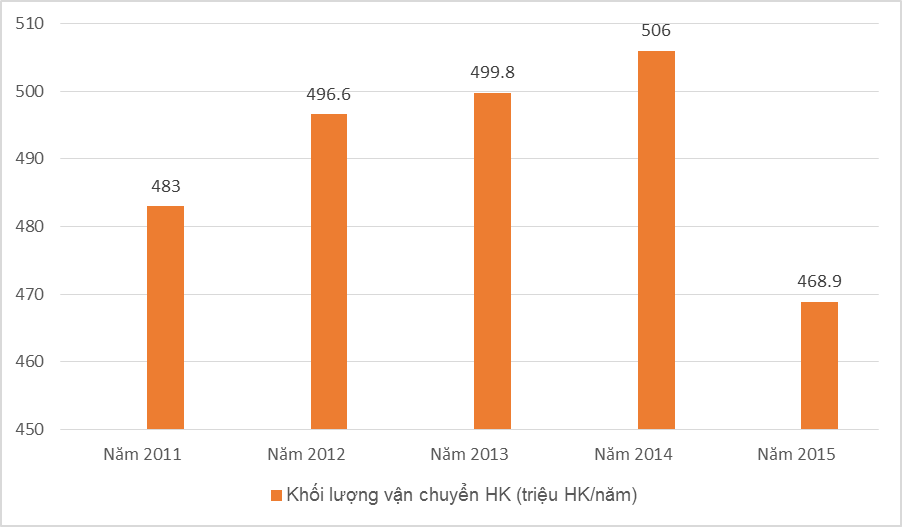 510
500
490
480
470
460
450
483
496.6
499.8
506
468.9
Năm 2011
Năm 2012
Năm 2013
Năm 2014
Năm 2015
Khối lượng vận chuyển HK (triệu HK/năm)